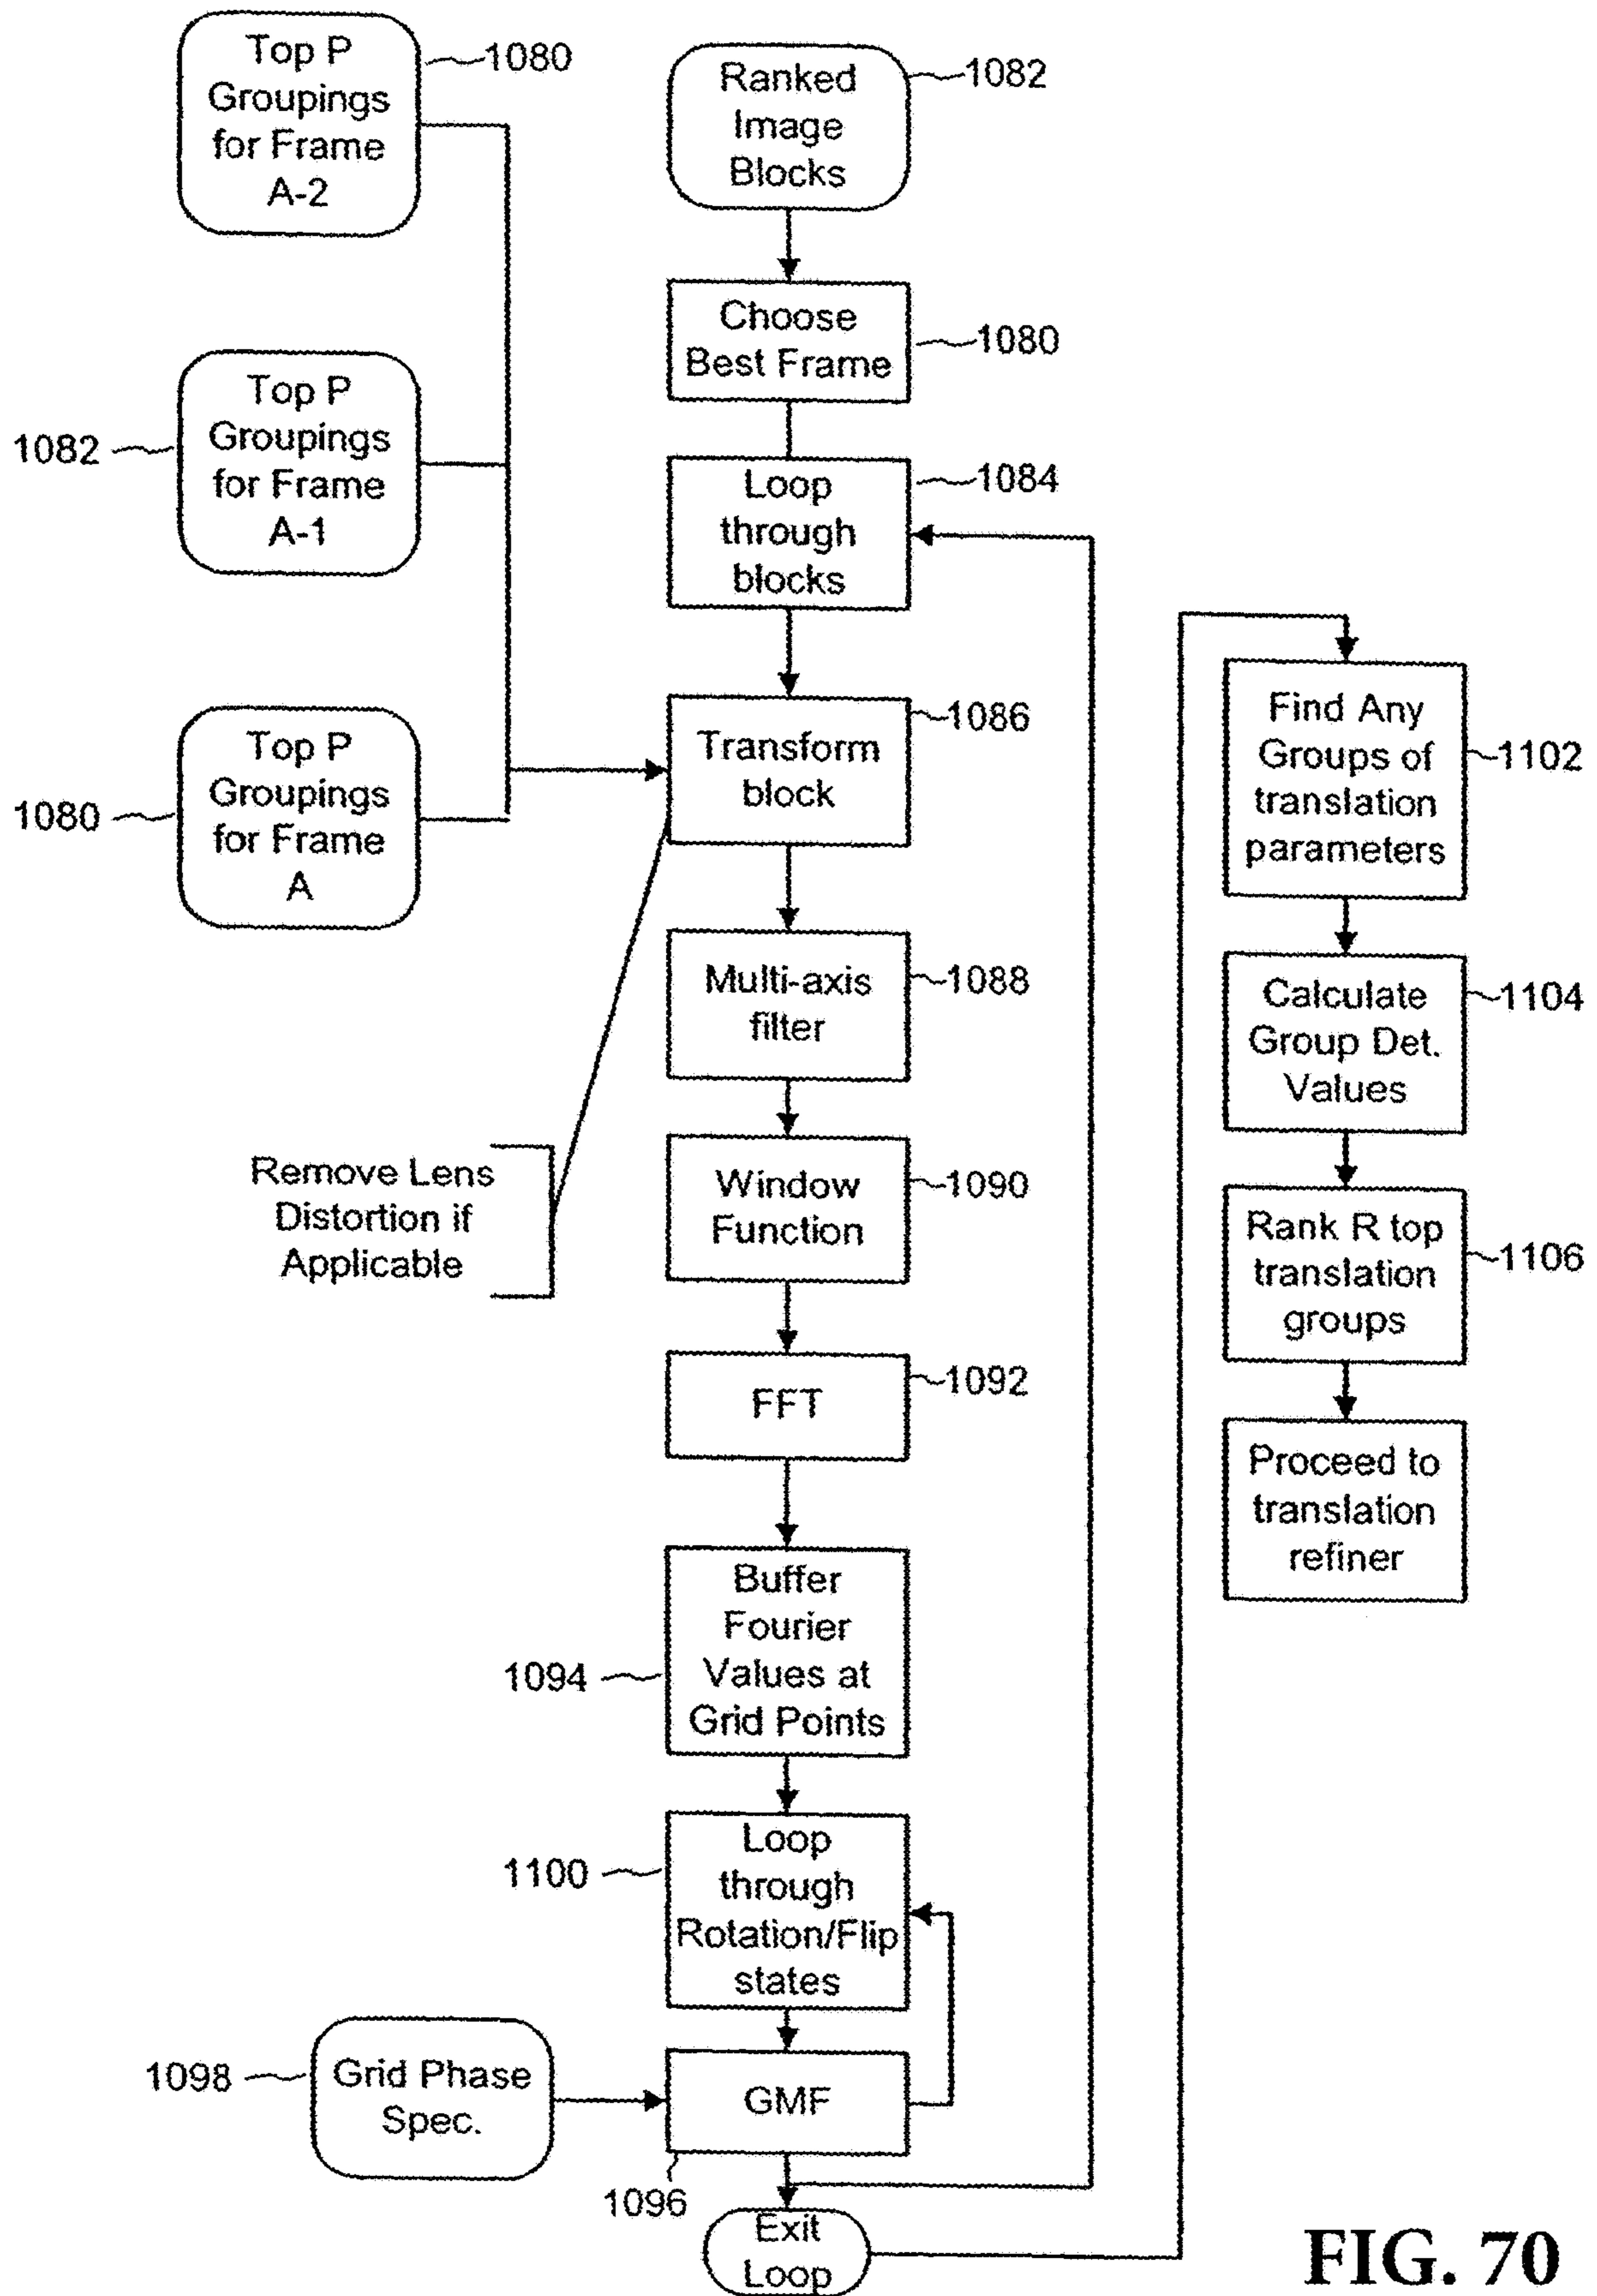 Top P
Groupings
for Frame
A-2
1080
Top P
Groupings
for Frame
A-1
1082
Top P
Groupings
for Frame
A
1080
Ranked
Image
Blocks
1082
Choose
Best Frame
1080
Loop
through
blocks
1084
Transform
block
1086
Remove Lens
Distortion if
Applicable
Multi-axis
filter
1088
Window
Function
1090
FFT
1092
Buffer
Fourier
Values at
Grid Points
1094
Loop
through
Rotation/Flip
states
1100
Grid Phase
Spec.
1098
GMF
1096
Exit
Loop
Find Any
Groups of
translation
parameters
1102
Calculate
Group Det.
Values
1104
Rank R top
translation
groups
1106
Proceed to
translation
refiner
FIG. 70